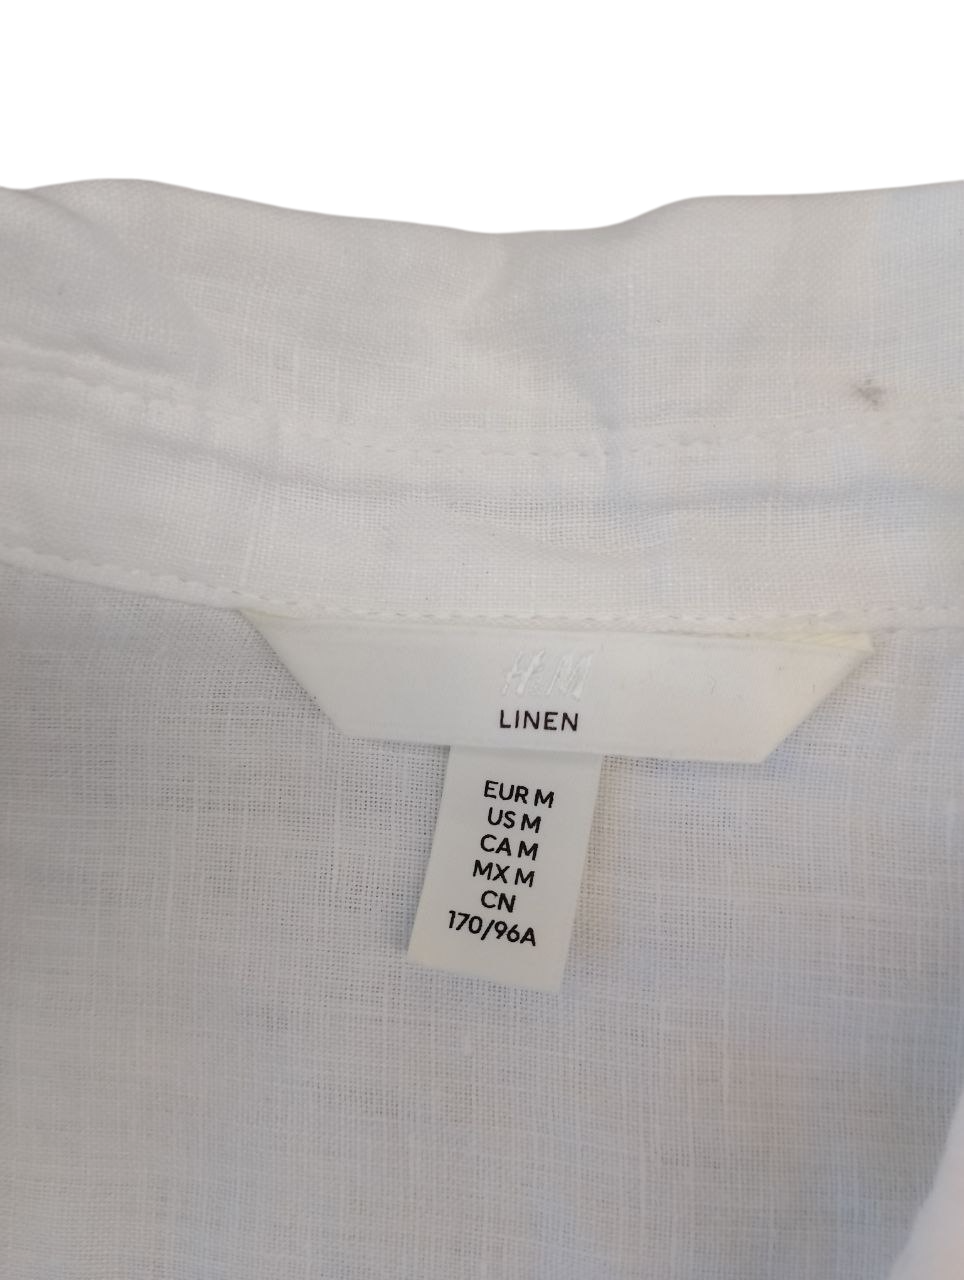 H&M
LINEN
EUR M
US M
CA M
MX M
CN
170/96A